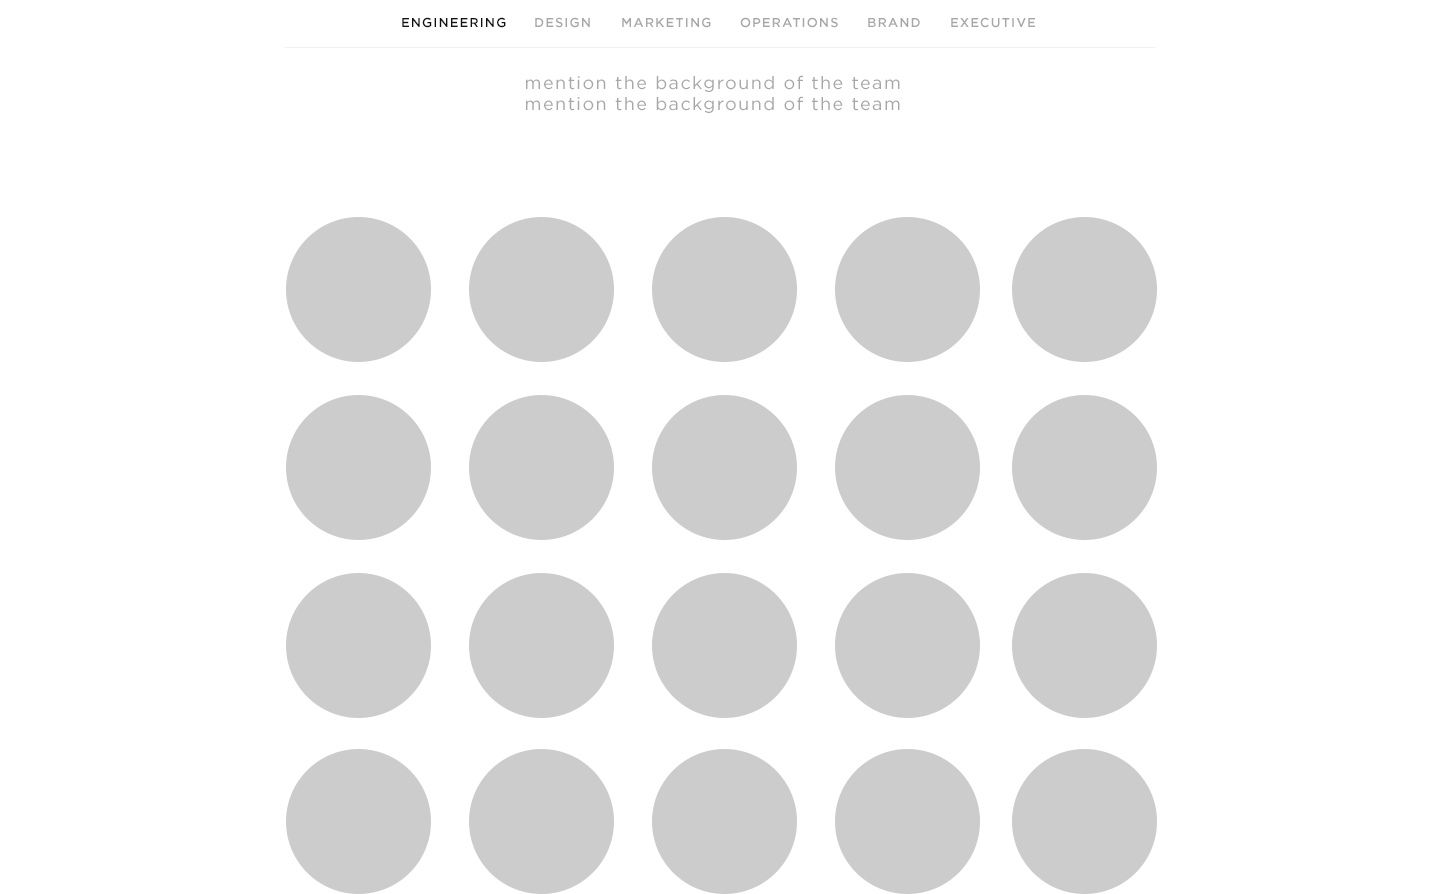 ENGINEERING DESIGN MARKETING OPERATIONS BRAND EXECUTIVE
mention the background of the team
mention the background of the team